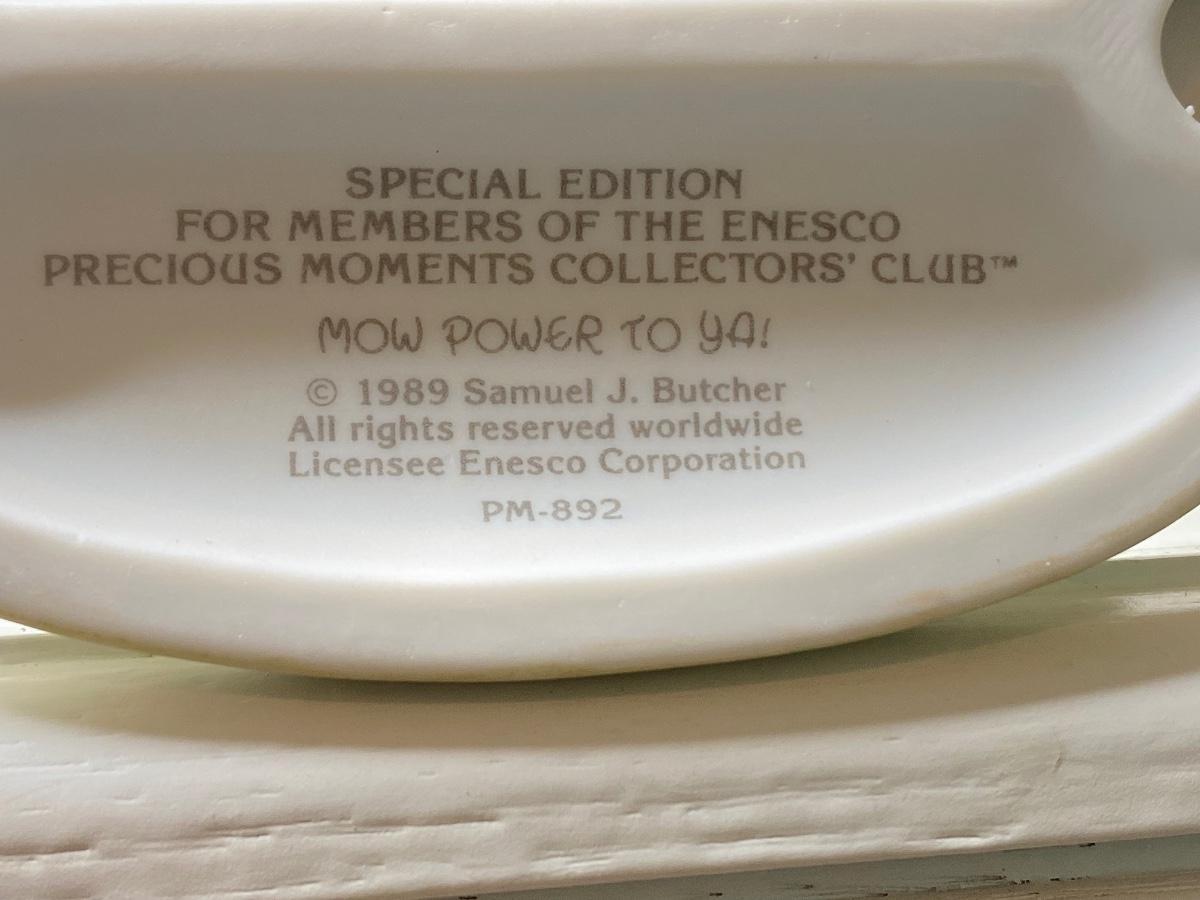 SPECIAL EDITION
FOR MEMBERS OF THE ENESCO
PRECIOUS MOMENTS COLLECTORS' CLUB™
MOW POWER TO YA!
© 1989 Samuel J. Butcher
All rights reserved worldwide
Licensee Enesco Corporation
PM-892